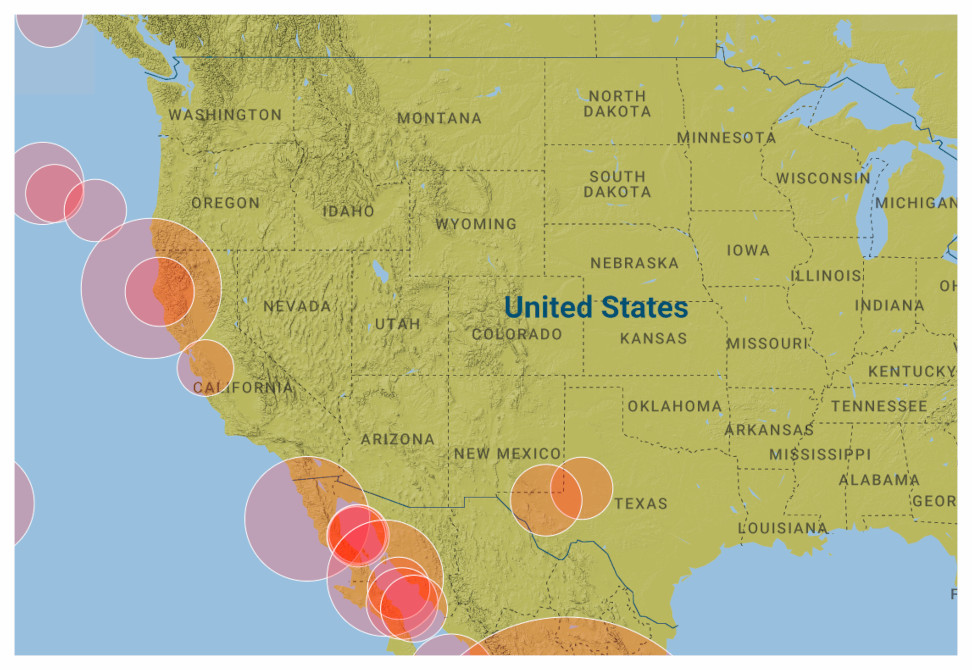 NORTH
DAKOTA
WASHINGTON
MONTANA
MINNESOTA
SOUTH
DAKOTA
WISCONSIN
OREGON
IDAHO
MICHIGAN
WYOMING
IOWA
NEBRASKA
ILLINOIS
OH
NEVADA
United States
INDIANA
UTAH
COLORADO
KANSAS
MISSOURI
KENTUCKY
CALIFORNIA
OKLAHOMA
TENNESSEE
ARIZONA
ARKANSAS
NEW MEXICO
MISSISSIPPI
ALABAMA
TEXAS
GEOR
LOUISIANA
F